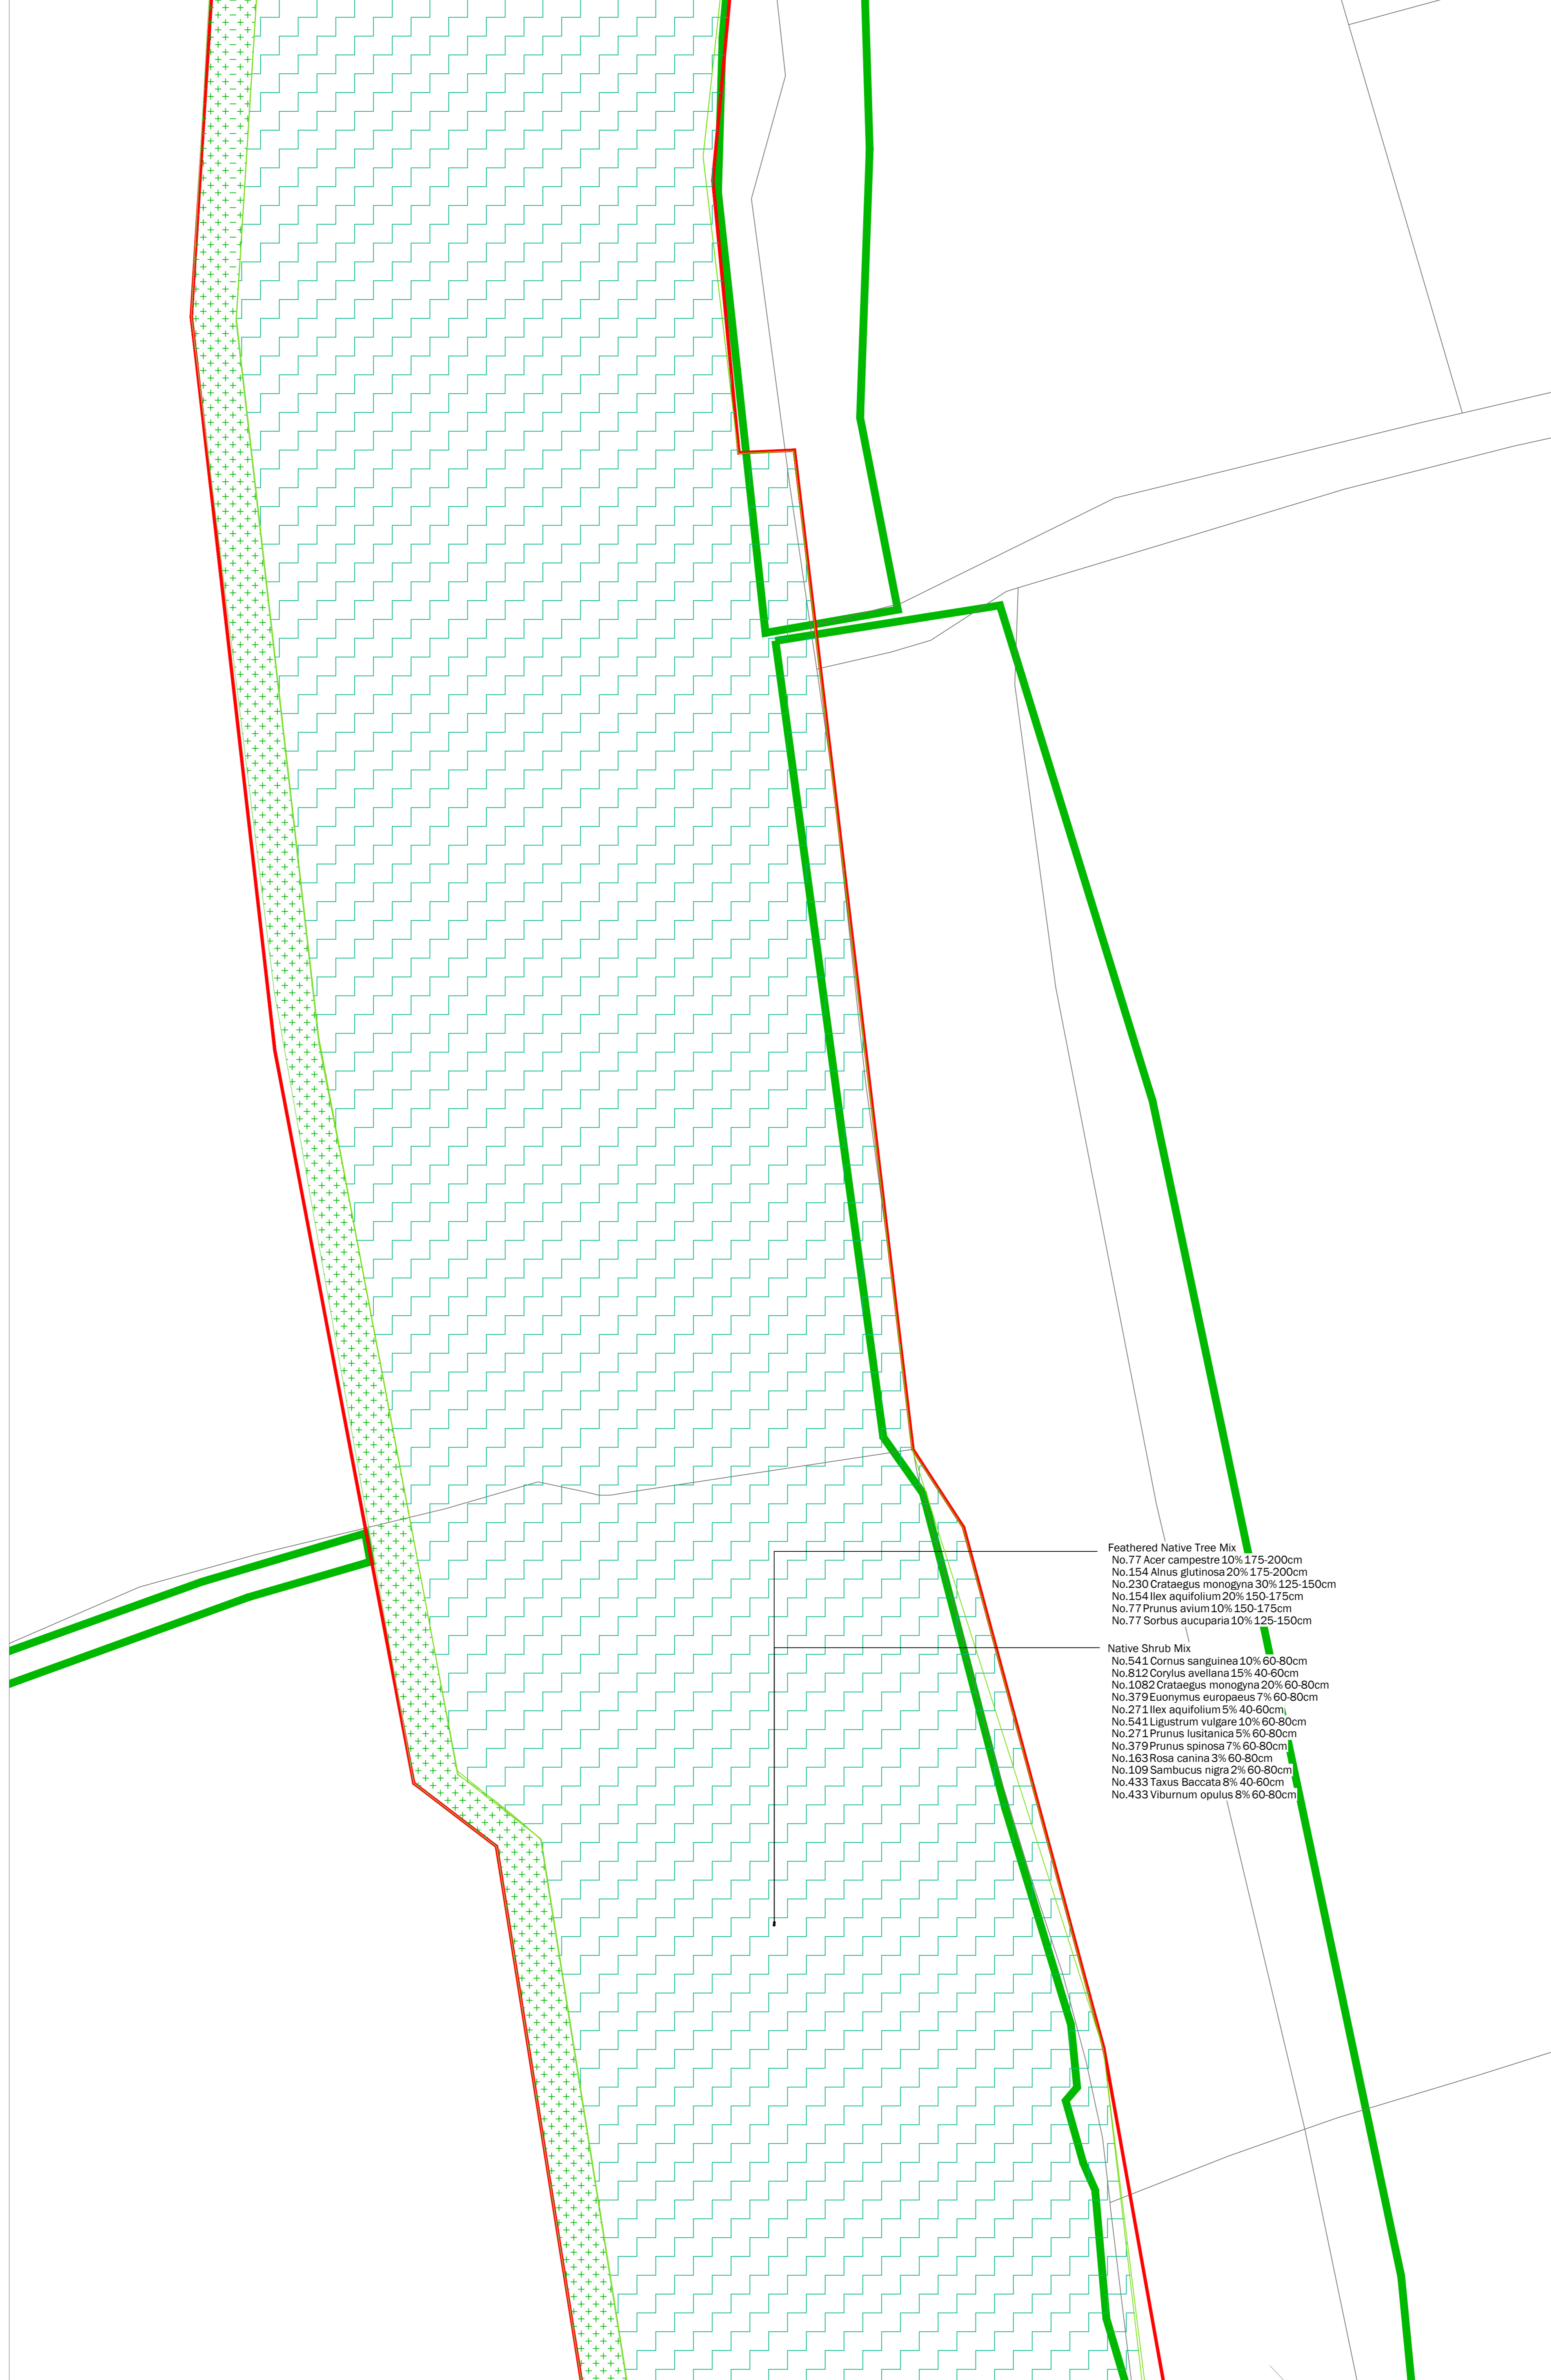 Feathered Native Tree Mix
No.77 Acer campestre 10% 175-200cm
No.154 Alnus glutinosa 20% 175-200cm
No.230 Crataegus monogyna 30% 125-150cm
No.154 Ilex aquifolium 20% 150-175cm
No.77 Prunus avium 10% 150-175cm
No.77 Sorbus aucuparia 10% 125-150cm
Native Shrub Mix
No.541 Cornus sanguinea 10% 60-80cm
No.812 Corylus avellana 15% 40-60cm
No.1082 Crataegus monogyna 20% 60-80cm
No.379 Euonymus europaeus 7% 60-80cm
No.271 Ilex aquifolium 5% 40-60cm
No.541 Ligustrum vulgare 10% 60-80cm
No.271 Prunus lusitanica 5% 60-80cm
No.379 Prunus spinosa 7% 60-80cm
No.163 Rosa canina 3% 60-80cm
No.109 Sambucus nigra 2% 60-80cm
No.433 Taxus Baccata 8% 40-60cm
No.433 Viburnum opulus 8% 60-80cm